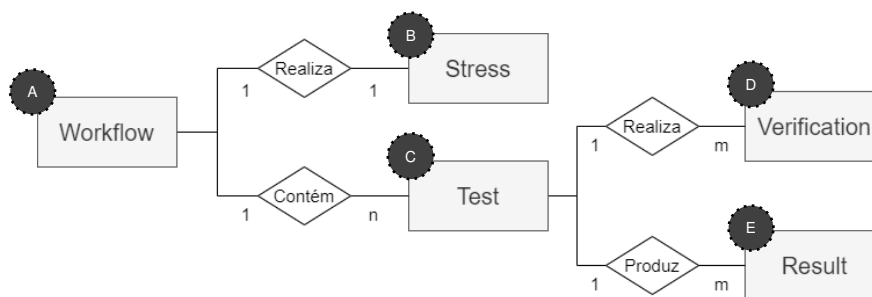 A
Workflow
Realiza
1
1
B
Stress
Contém
1
n
C
Test
Realiza
1
m
D
Verification
Produz
1
m
E
Result